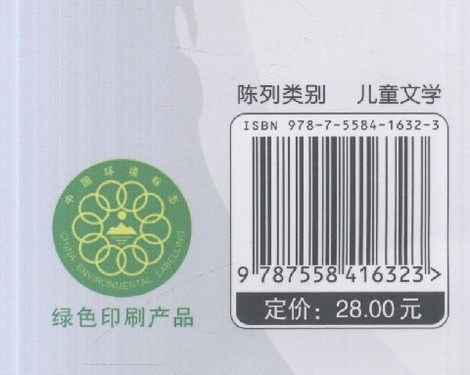 陈列类别 儿童文学
ISBN 978-7-5584-1632-3
9 787558 416323 >
定价：28.00元
中国环境标志
CHINA ENVIRONMENTAL LABELLING
绿色印刷产品